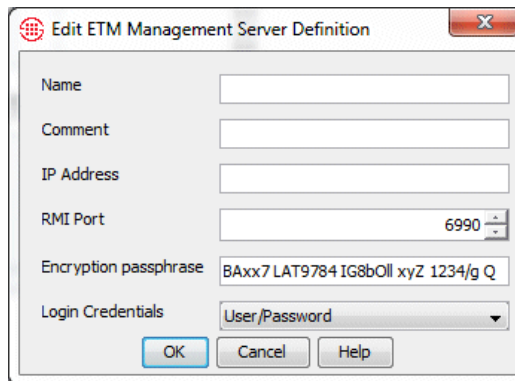 Edit ETM Management Server Definition
Name
Comment
IP Address
RMI Port 6990
Encryption passphrase BAxx7 LAT9784 IG8bOll xyZ 1234/g Q
Login Credentials User/Password
OK Cancel Help